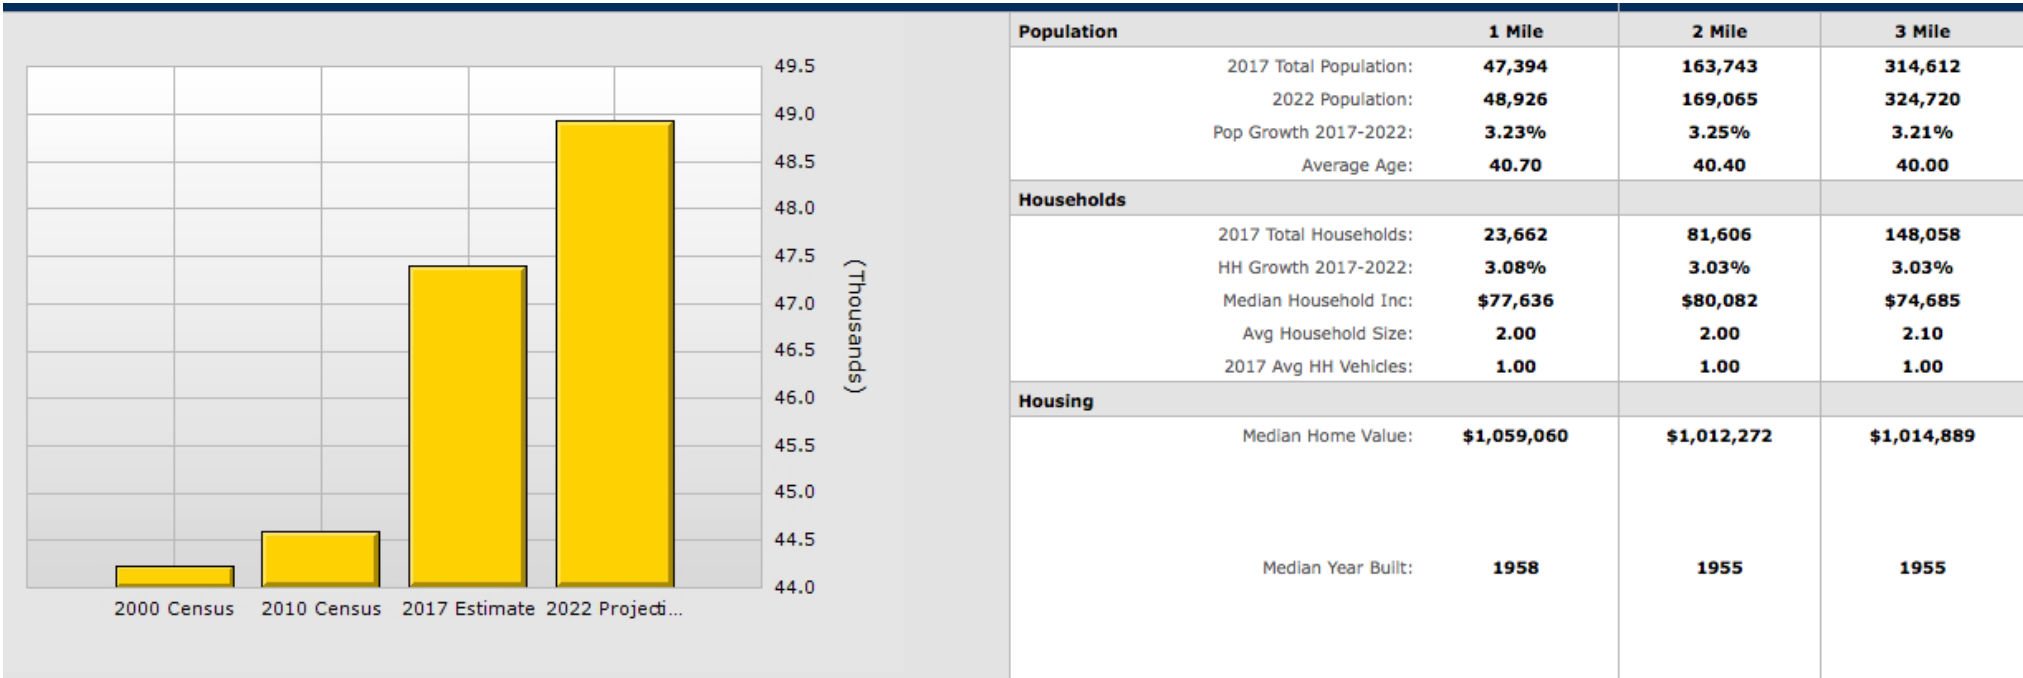 49.5
49.0
48.5
48.0
47.5
47.0
46.5
46.0
45.5
45.0
44.5
44.0
(Thousands)
2000 Census 2010 Census 2017 Estimate 2022 Projecti...
Population 1 Mile 2 Mile 3 Mile
2017 Total Population: 47,394 163,743 314,612
2022 Population: 48,926 169,065 324,720
Pop Growth 2017-2022: 3.23% 3.25% 3.21%
Average Age: 40.70 40.40 40.00
Households
2017 Total Households: 23,662 81,606 148,058
HH Growth 2017-2022: 3.08% 3.03% 3.03%
Median Household Inc: $77,636 $80,082 $74,685
Avg Household Size: 2.00 2.00 2.10
2017 Avg HH Vehicles: 1.00 1.00 1.00
Housing
Median Home Value: $1,059,060 $1,012,272 $1,014,889
Median Year Built: 1958 1955 1955